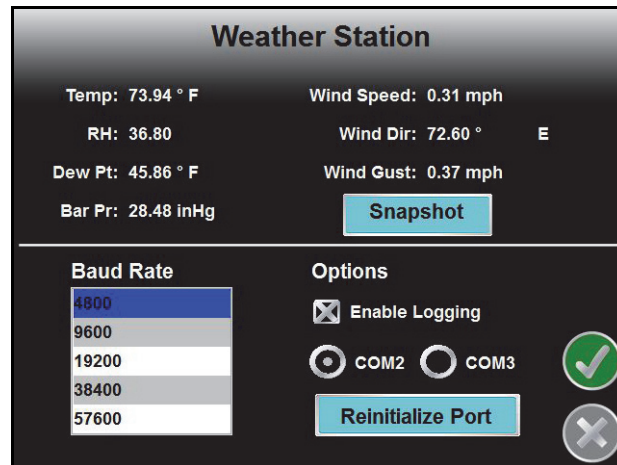 Weather Station
Temp: 73.94 ° F
Wind Speed: 0.31 mph
RH: 36.80
Wind Dir: 72.60 ° E
Dew Pt: 45.86 ° F
Wind Gust: 0.37 mph
Bar Pr: 28.48 inHg
Snapshot
Baud Rate
4800
9600
19200
38400
57600
Options
Enable Logging
COM2 COM3
Reinitialize Port